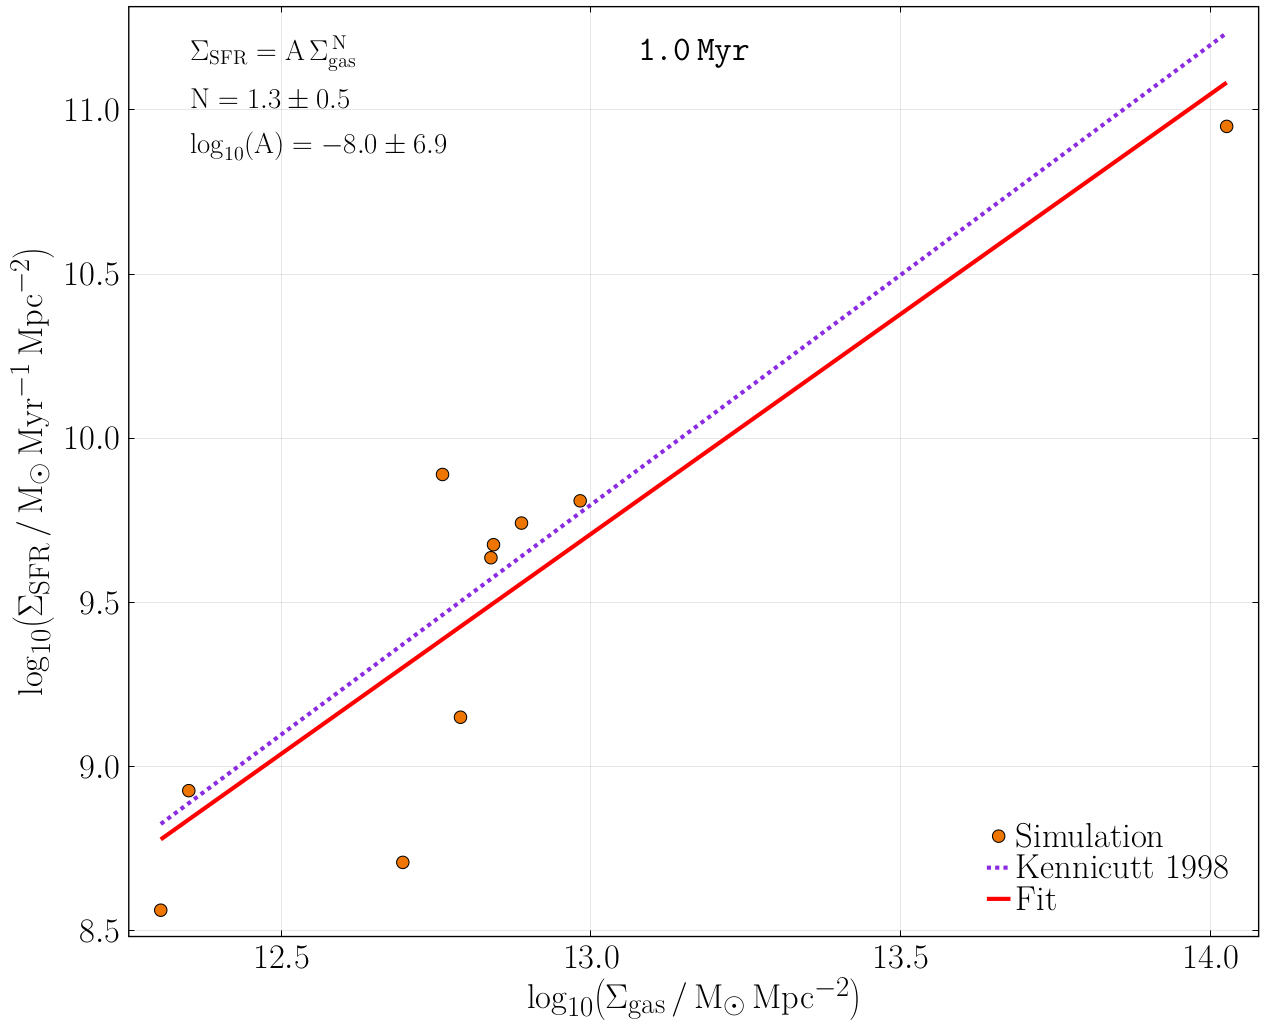 Σ_SFR = A Σ_gas^N
N = 1.3 ± 0.5
log₁₀(A) = −8.0 ± 6.9
1.0 Myr
11.0
10.5
10.0
9.5
9.0
8.5
log₁₀(Σ_SFR / M⊙ Myr⁻¹ Mpc⁻²)
Simulation
Kennicutt 1998
Fit
12.5 13.0 13.5 14.0
log₁₀(Σ_gas / M⊙ Mpc⁻²)